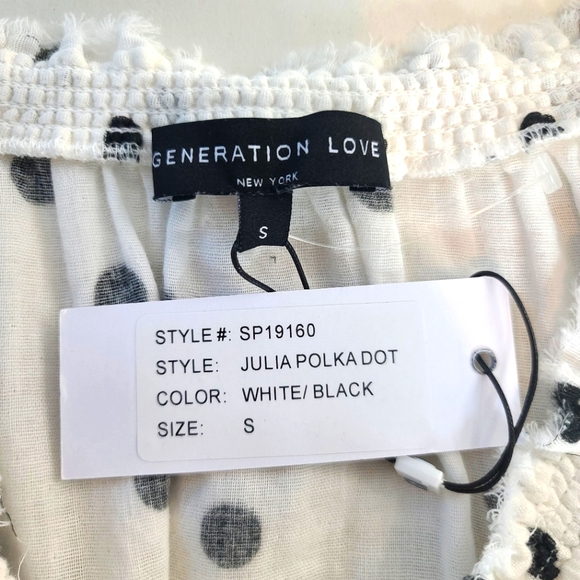 GENERATION LOVE
NEW YORK
S
STYLE #: SP19160
STYLE: JULIA POLKA DOT
COLOR: WHITE/ BLACK
SIZE: S